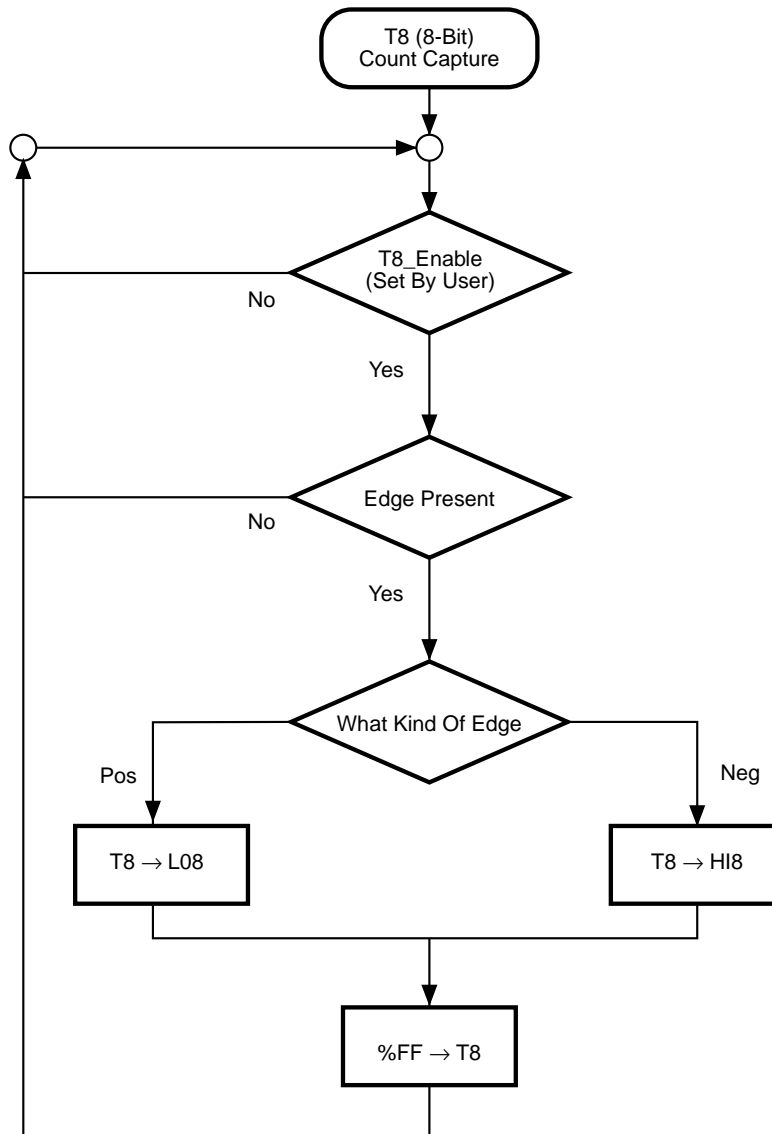 T8 (8-Bit)
Count Capture
T8_Enable
(Set By User)
No
Yes
Edge Present
No
Yes
What Kind Of Edge
Pos
Neg
T8 → L08
T8 → HI8
%FF → T8